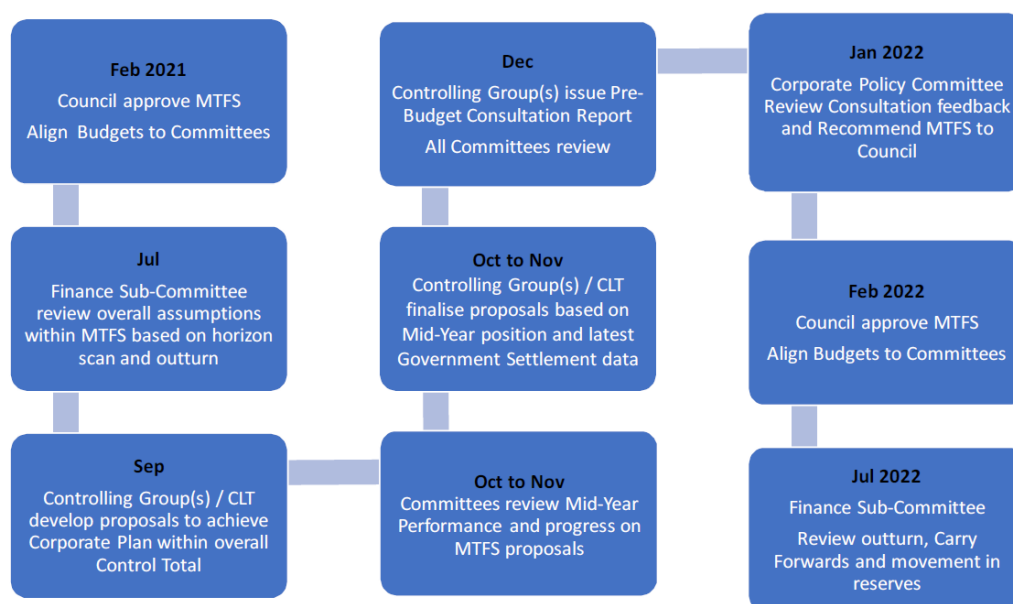 Feb 2021
Council approve MTFS
Align Budgets to Committees
Jul
Finance Sub-Committee
review overall assumptions
within MTFS based on horizon
scan and outturn
Sep
Controlling Group(s) / CLT
develop proposals to achieve
Corporate Plan within overall
Control Total
Oct to Nov
Committees review Mid-Year
Performance and progress on
MTFS proposals
Oct to Nov
Controlling Group(s) / CLT
finalise proposals based on
Mid-Year position and latest
Government Settlement data
Dec
Controlling Group(s) issue Pre-
Budget Consultation Report
All Committees review
Jan 2022
Corporate Policy Committee
Review Consultation feedback
and Recommend MTFS to
Council
Feb 2022
Council approve MTFS
Align Budgets to Committees
Jul 2022
Finance Sub-Committee
Review outturn, Carry
Forwards and movement in
reserves